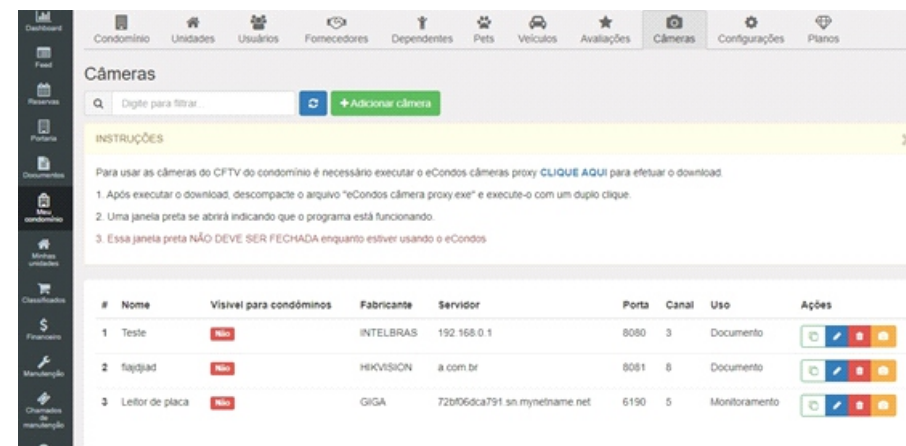 Dashboard
Feed
Reservas
Portaria
Documentos
Meu
condomínio
Minhas
unidades
Classificados
Financeiro
Manutenção
Chamados
de
manutenção
Condomínio Unidades Usuários Fornecedores Dependentes Pets Veículos Avaliações Câmeras Configurações Planos
Câmeras
Digite para filtrar... Adicionar câmera
INSTRUÇÕES
Para usar as câmeras do CFTV do condomínio é necessário executar o eCondos câmeras proxy CLIQUE AQUI para efetuar o download.
1. Após executar o download, descompacte o arquivo "eCondos câmera proxy.exe" e execute-o com um duplo clique.
2. Uma janela preta se abrirá indicando que o programa está funcionando.
3. Essa janela preta NÃO DEVE SER FECHADA enquanto estiver usando o eCondos
# Nome Visível para condôminos Fabricante Servidor Porta Canal Uso Ações
1 Teste Não INTELBRAS 192.168.0.1 8080 3 Documento
2 Não HIKVISION a.com.br 8081 8 Documento
3 Leitor de placa Não GIGA 72bf06dca791.sn.mynetname.net 6190 5 Monitoramento